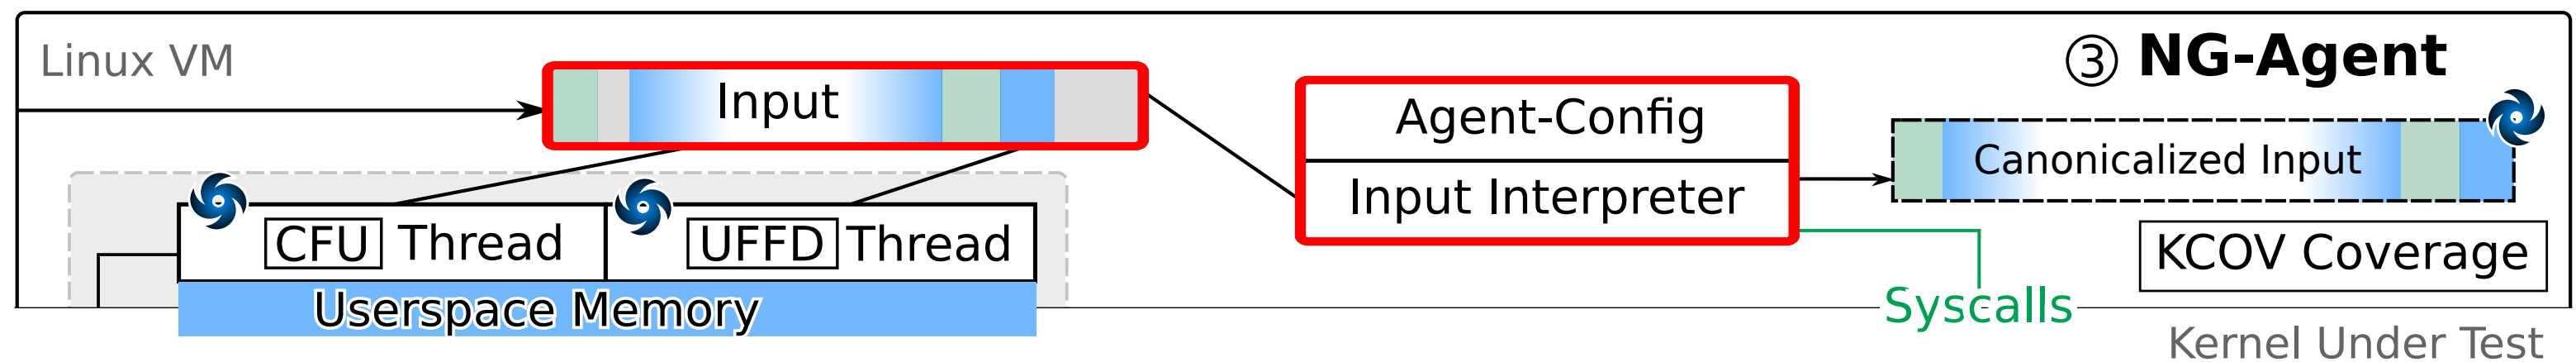 Linux VM
Input
③ NG-Agent
Agent-Config
Input Interpreter
Canonicalized Input
CFU Thread
UFFD Thread
KCOV Coverage
Userspace Memory
Syscalls
Kernel Under Test